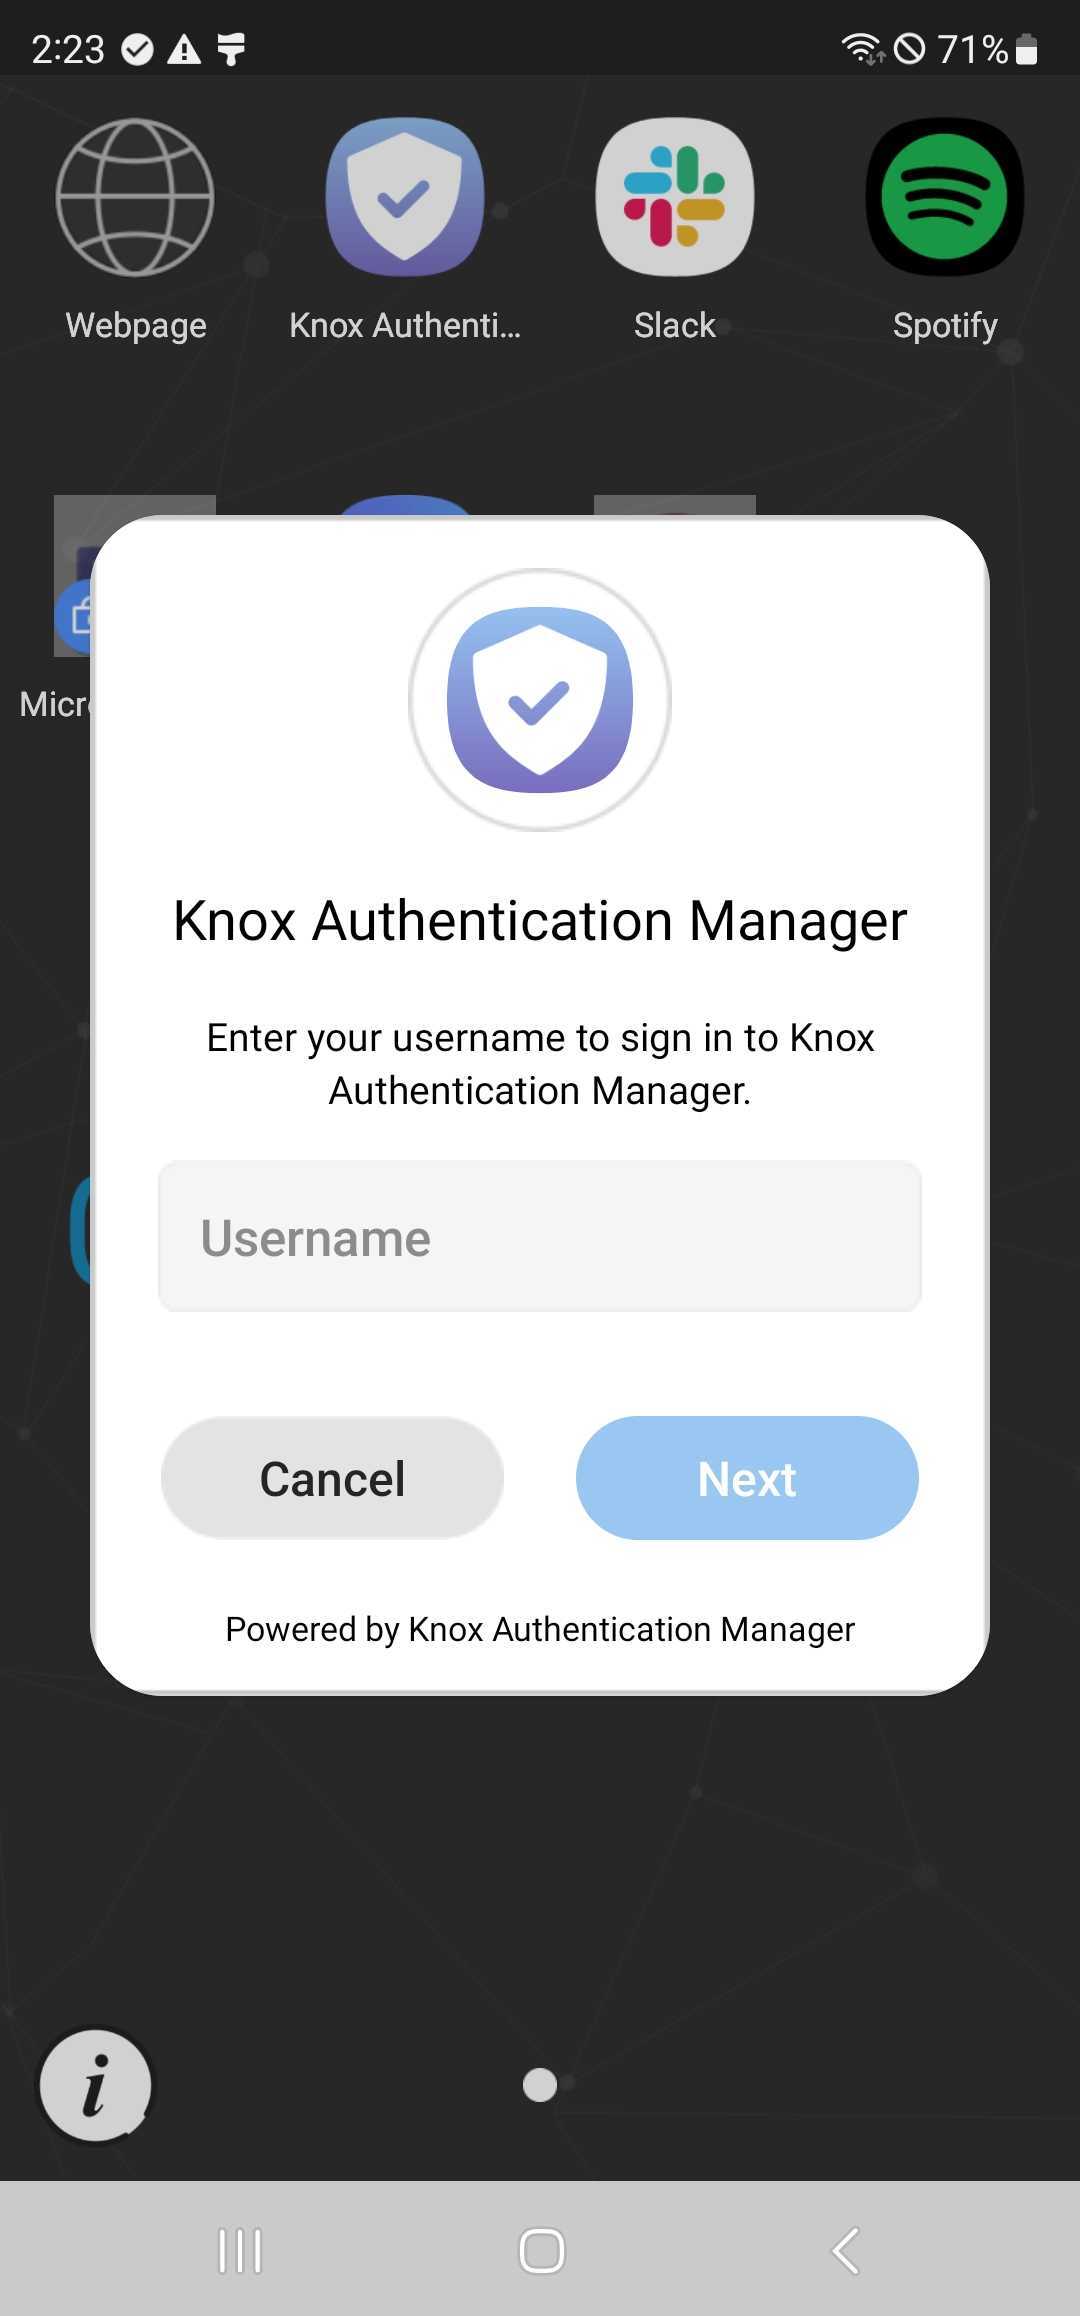 2:23
71%
Webpage
Knox Authenti...
Slack
Spotify
Knox Authentication Manager
Enter your username to sign in to Knox
Authentication Manager.
Username
Cancel
Next
Powered by Knox Authentication Manager
i